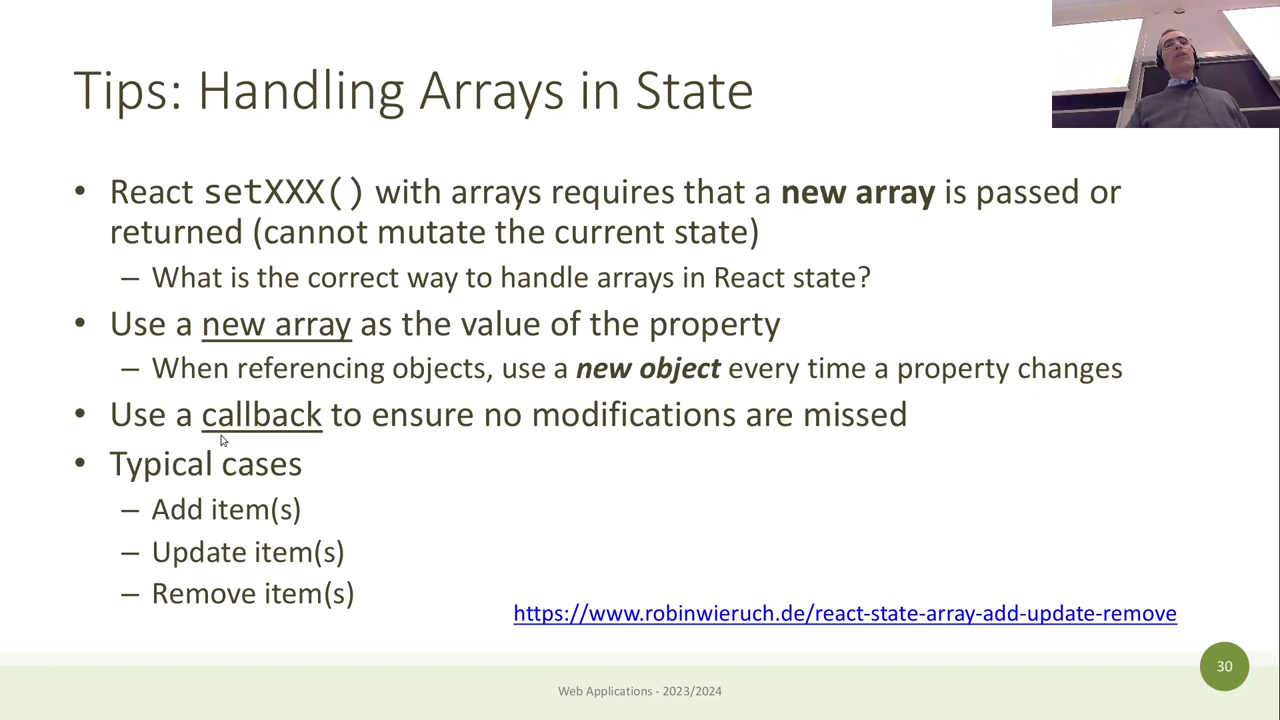 Tips: Handling Arrays in State
• React setXXX() with arrays requires that a new array is passed or
returned (cannot mutate the current state)
– What is the correct way to handle arrays in React state?
• Use a new array as the value of the property
– When referencing objects, use a new object every time a property changes
• Use a callback to ensure no modifications are missed
• Typical cases
– Add item(s)
– Update item(s)
– Remove item(s)
https://www.robinwieruch.de/react-state-array-add-update-remove
30
Web Applications - 2023/2024